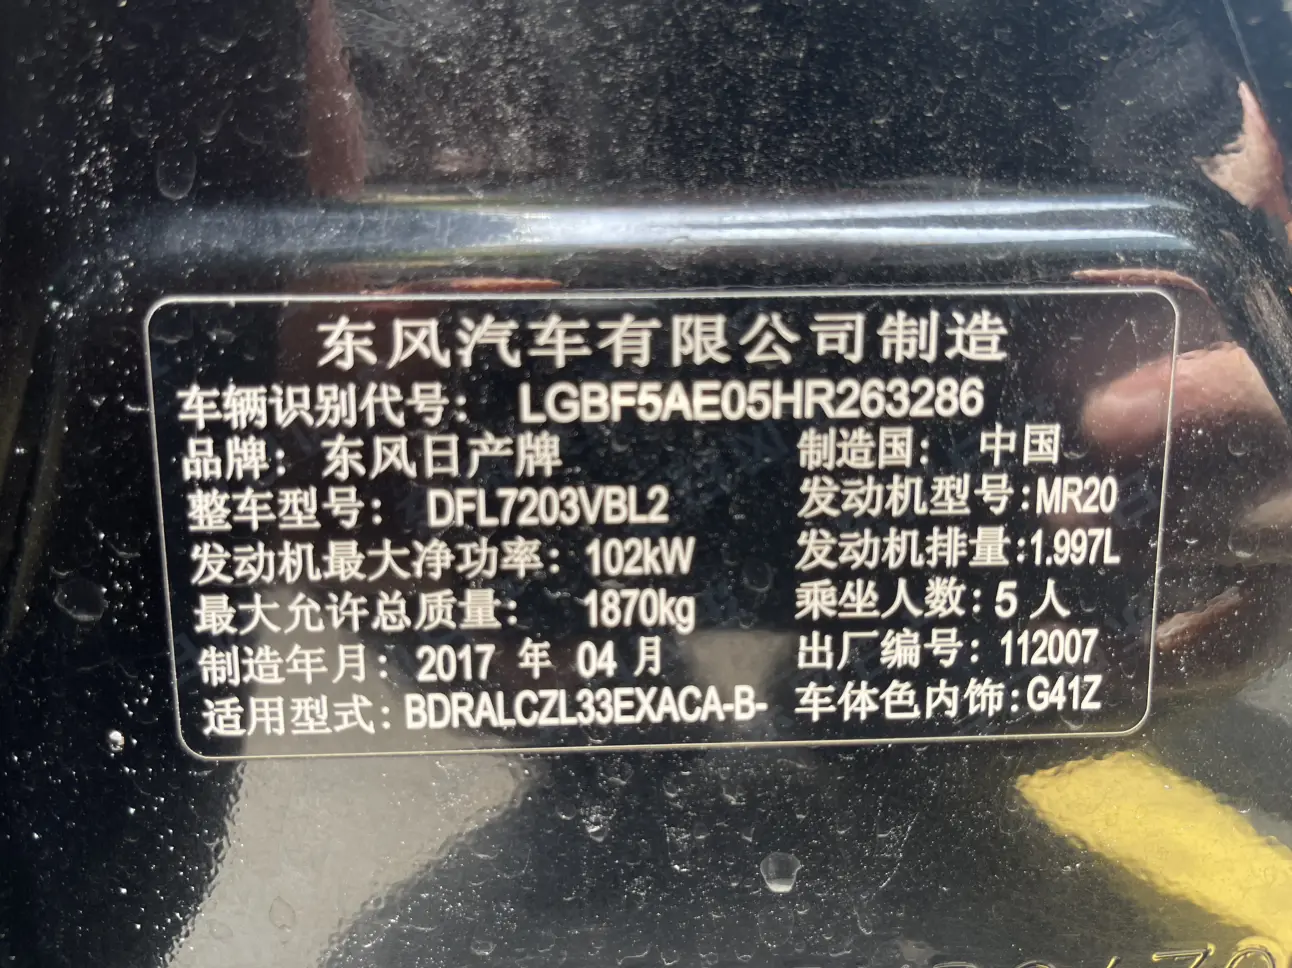 东风汽车有限公司制造
车辆识别代号： LGBF5AE05HR263286
品牌：东风日产牌 制造国： 中国
整车型号： DFL7203VBL2 发动机型号:MR20
发动机最大净功率： 102kW 发动机排量:1.997L
最大允许总质量： 1870kg 乘坐人数:5 人
制造年月: 2017 年 04 月 出厂编号: 112007
适用型式: BDRALCZL33EXACA-B- 车体色内饰:G41Z